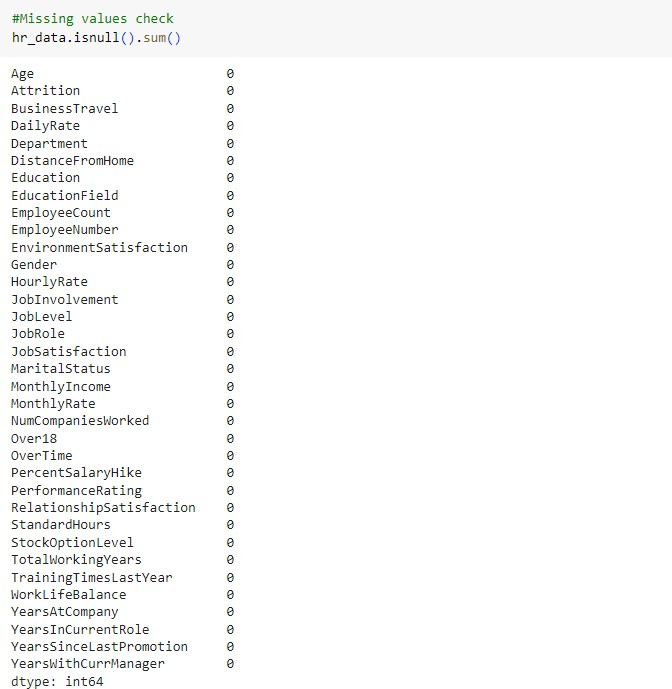 #Missing values check
hr_data.isnull().sum()
Age 0
Attrition 0
BusinessTravel 0
DailyRate 0
Department 0
DistanceFromHome 0
Education 0
EducationField 0
EmployeeCount 0
EmployeeNumber 0
EnvironmentSatisfaction 0
Gender 0
HourlyRate 0
JobInvolvement 0
JobLevel 0
JobRole 0
JobSatisfaction 0
MaritalStatus 0
MonthlyIncome 0
MonthlyRate 0
NumCompaniesWorked 0
Over18 0
OverTime 0
PercentSalaryHike 0
PerformanceRating 0
RelationshipSatisfaction 0
StandardHours 0
StockOptionLevel 0
TotalWorkingYears 0
TrainingTimesLastYear 0
WorkLifeBalance 0
YearsAtCompany 0
YearsInCurrentRole 0
YearsSinceLastPromotion 0
YearsWithCurrManager 0
dtype: int64